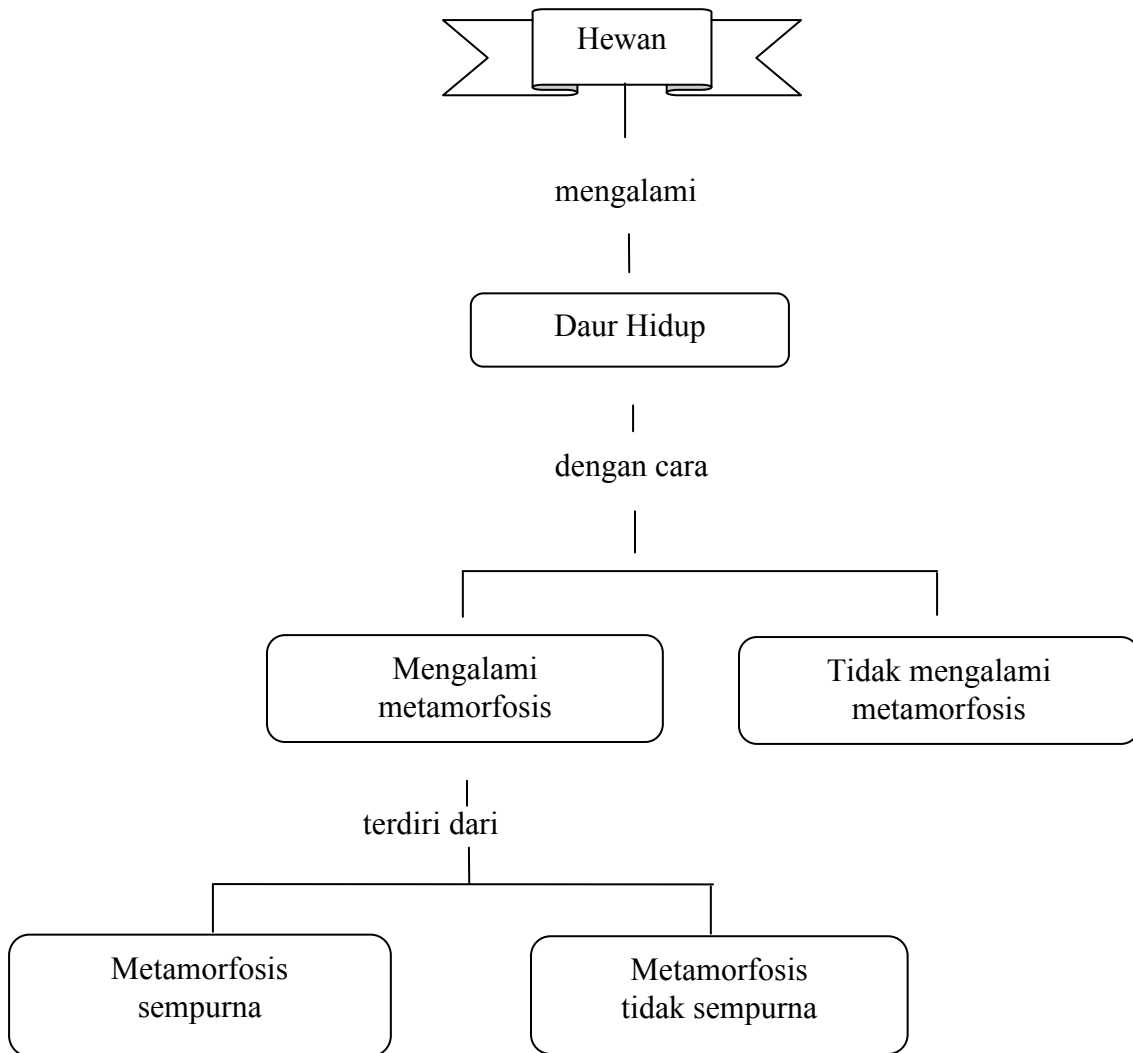 Hewan
mengalami
Daur Hidup
dengan cara
Mengalami
metamorfosis
Tidak mengalami
metamorfosis
terdiri dari
Metamorfosis
sempurna
Metamorfosis
tidak sempurna